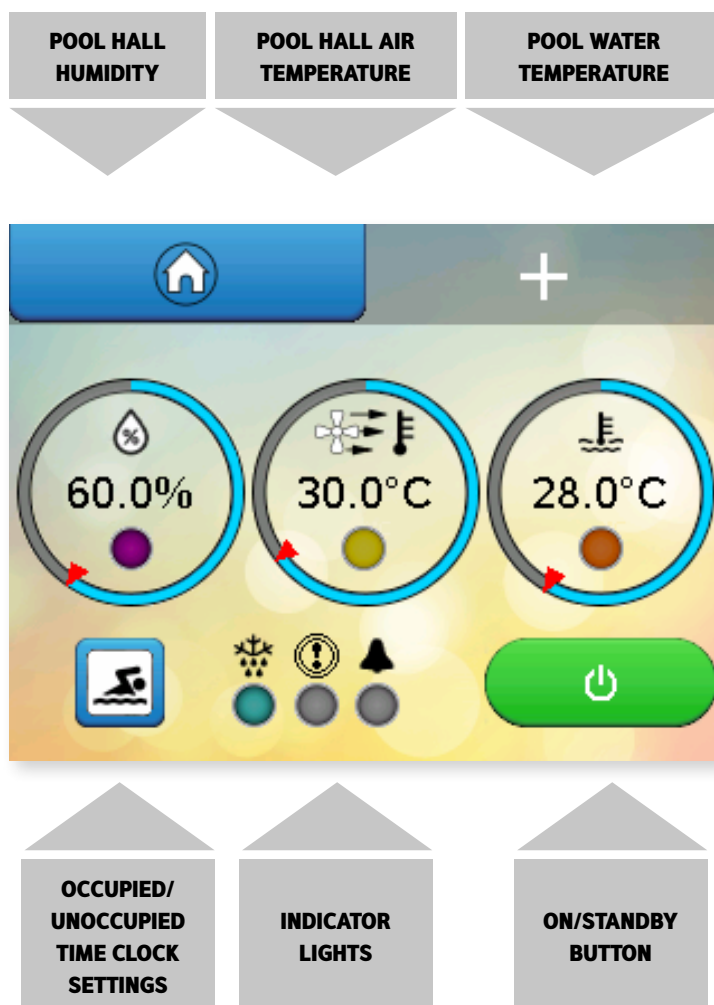 POOL HALL
HUMIDITY
POOL HALL AIR
TEMPERATURE
POOL WATER
TEMPERATURE
%
60.0%
30.0°C
28.0°C
OCCUPIED/
UNOCCUPIED
TIME CLOCK
SETTINGS
INDICATOR
LIGHTS
ON/STANDBY
BUTTON